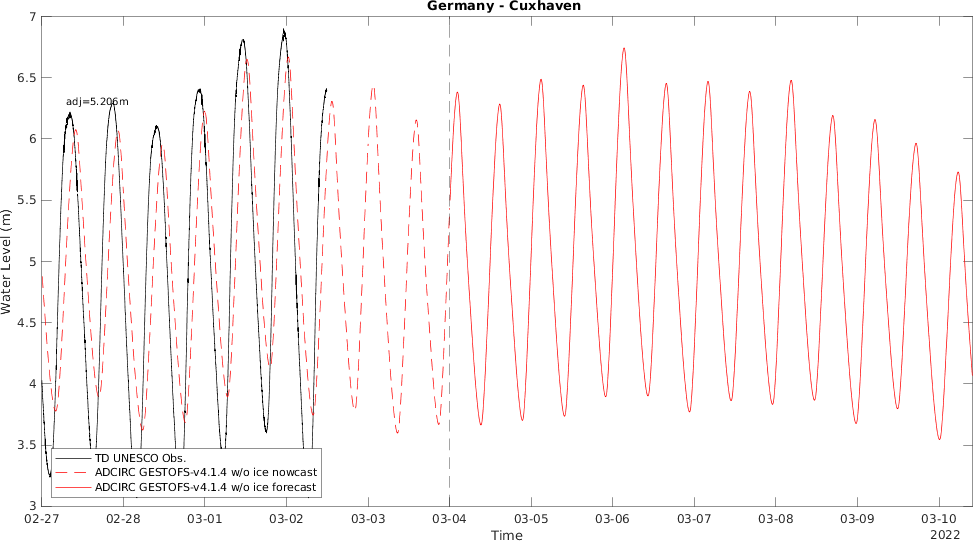 Germany - Cuxhaven
Water Level (m)
7
6.5
6
5.5
5
4.5
4
3.5
3
adj=5.206m
TD UNESCO Obs.
ADCIRC GESTOFS-v4.1.4 w/o ice nowcast
ADCIRC GESTOFS-v4.1.4 w/o ice forecast
02-27 02-28 03-01 03-02 03-03 03-04 03-05 03-06 03-07 03-08 03-09 03-10
2022
Time